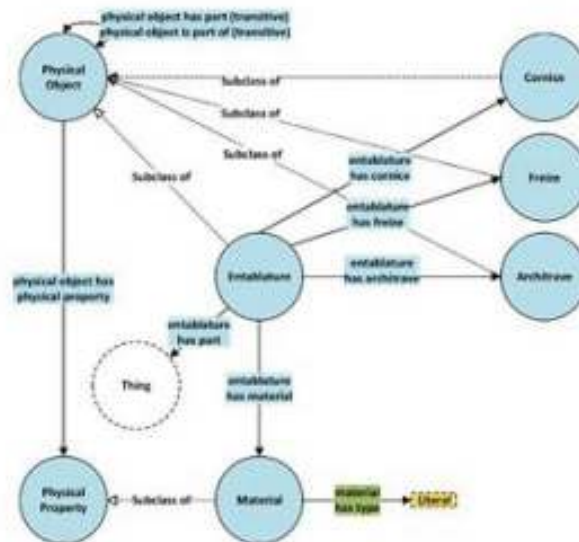 physical object has part (transitive)
physical object is part of (transitive)
Physical
Object
Subclass of
Cornice
Subclass of
Subclass of
entablature
has cornice
Subclass of
Freize
entablature
has freize
entablature
has architrave
Entablature
Architrave
physical object has
physical property
entablature
has part
Thing
entablature
has material
Physical
Property
Subclass of
Material
material
has type
Literal